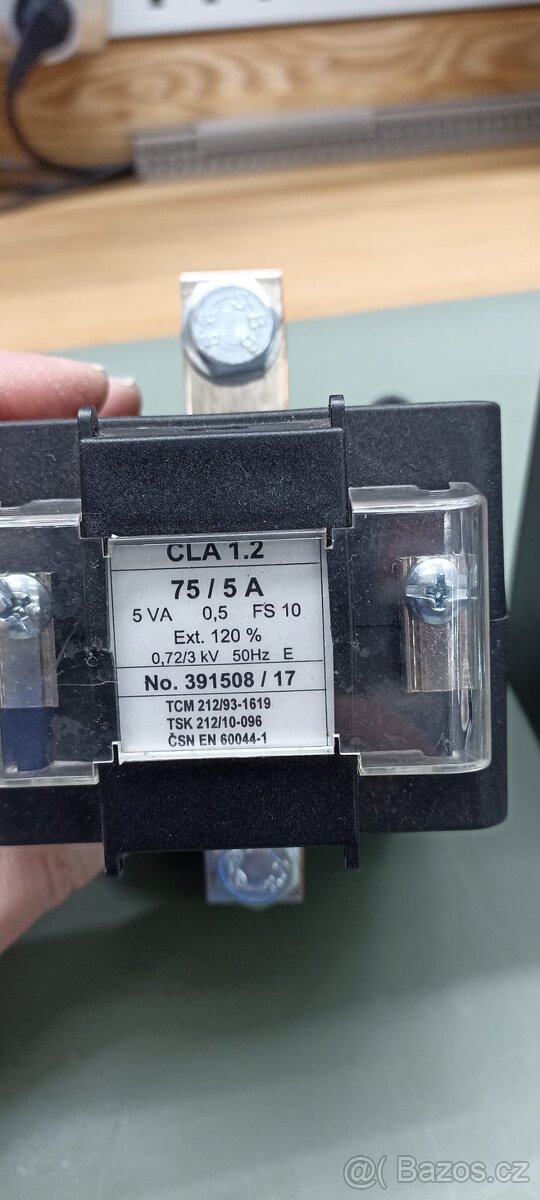 CLA 1.2
75 / 5 A
5 VA 0,5 FS 10
Ext. 120 %
0,72/3 kV 50Hz E
No. 391508 / 17
TCM 212/93-1619
TSK 212/10-096
ČSN EN 60044-1
@( Bazos.cz